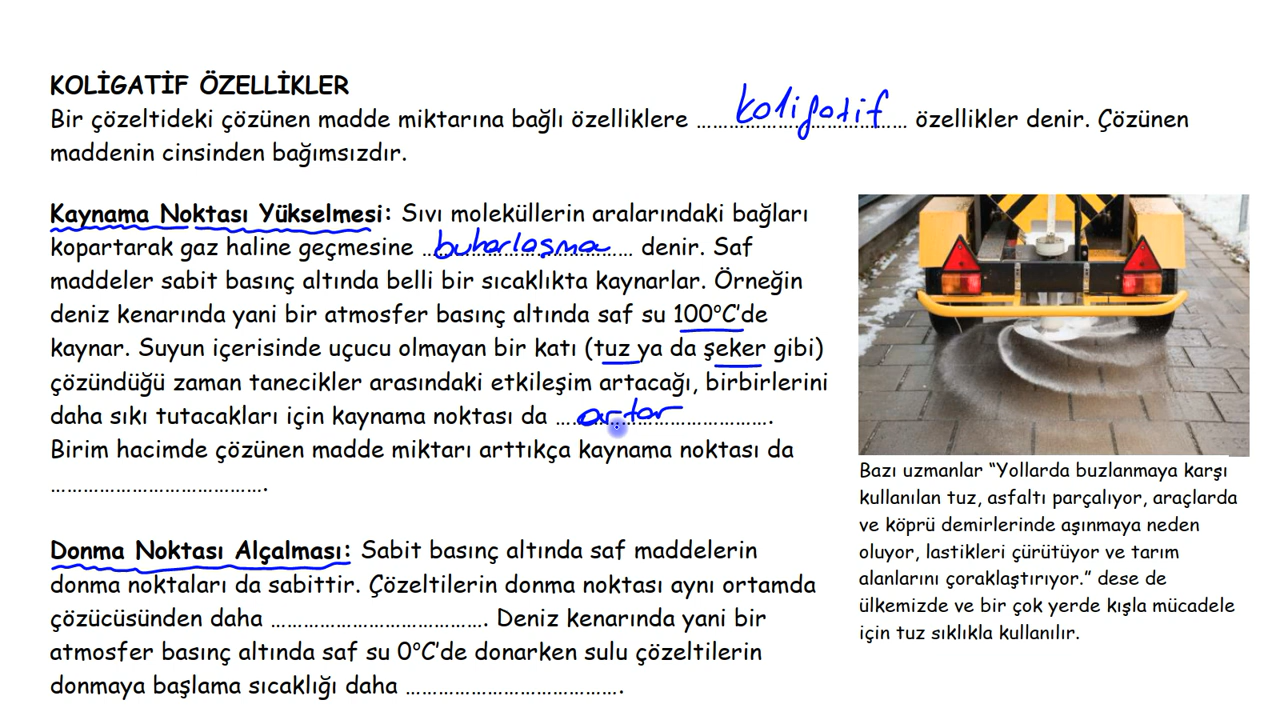 KOLİGATİF ÖZELLİKLER
Bir çözeltideki çözünen madde miktarına bağlı özelliklere ... koligatif ... özellikler denir. Çözünen
maddenin cinsinden bağımsızdır.
Kaynama Noktası Yükselmesi: Sıvı moleküllerin aralarındaki bağları
kopartarak gaz haline geçmesine ... buharlaşma ... denir. Saf
maddeler sabit basınç altında belli bir sıcaklıkta kaynarlar. Örneğin
deniz kenarında yani bir atmosfer basınç altında saf su 100°C'de
kaynar. Suyun içerisinde uçucu olmayan bir katı (tuz ya da şeker gibi)
çözündüğü zaman tanecikler arasındaki etkileşim artacağı, birbirlerini
daha sıkı tutacakları için kaynama noktası da ... artar ....
Birim hacimde çözünen madde miktarı arttıkça kaynama noktası da
………………………………….
Donma Noktası Alçalması: Sabit basınç altında saf maddelerin
donma noktaları da sabittir. Çözeltilerin donma noktası aynı ortamda
çözücüsünden daha …………………………………. Deniz kenarında yani bir
atmosfer basınç altında saf su 0°C'de donarken sulu çözeltilerin
donmaya başlama sıcaklığı daha ………………………………….
Bazı uzmanlar “Yollarda buzlanmaya karşı
kullanılan tuz, asfaltı parçalıyor, araçlarda
ve köprü demirlerinde aşınmaya neden
oluyor, lastikleri çürütüyor ve tarım
alanlarını çoraklaştırıyor.” dese de
ülkemizde ve bir çok yerde kışla mücadele
için tuz sıklıkla kullanılır.